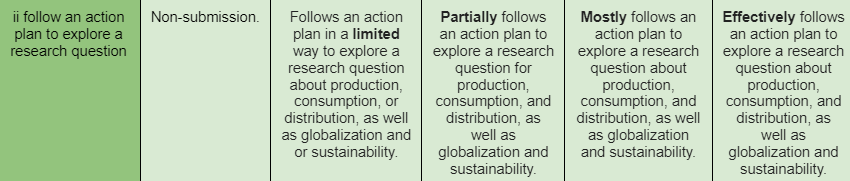 ii follow an action
plan to explore a
research question
Non-submission.
Follows an action
plan in a limited
way to explore a
research question
about production,
consumption, or
distribution, as well
as globalization and
or sustainability.
Partially follows
an action plan to
explore a research
question for
production,
consumption, and
distribution, as
well as
globalization and
sustainability.
Mostly follows an
action plan to
explore a research
question about
production,
consumption, and
distribution, as well
as globalization
and sustainability.
Effectively follows
an action plan to
explore a research
question about
production,
consumption, and
distribution, as
well as
globalization and
sustainability.